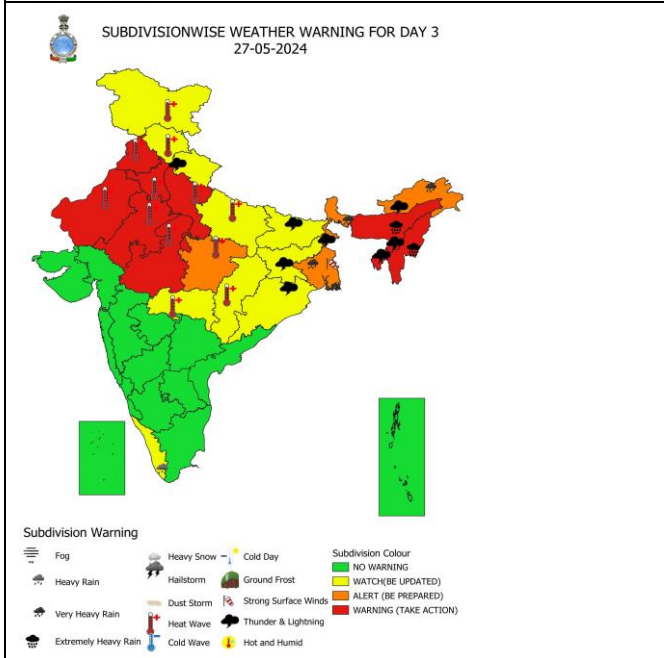 SUBDIVISIONWISE WEATHER WARNING FOR DAY 3
27-05-2024
Subdivision Warning
Fog
Heavy Rain
Very Heavy Rain
Extremely Heavy Rain
Heavy Snow
Hailstorm
Dust Storm
Heat Wave
Cold Wave
Cold Day
Ground Frost
Strong Surface Winds
Thunder & Lightning
Hot and Humid
Subdivision Colour
NO WARNING
WATCH(BE UPDATED)
ALERT (BE PREPARED)
WARNING (TAKE ACTION)